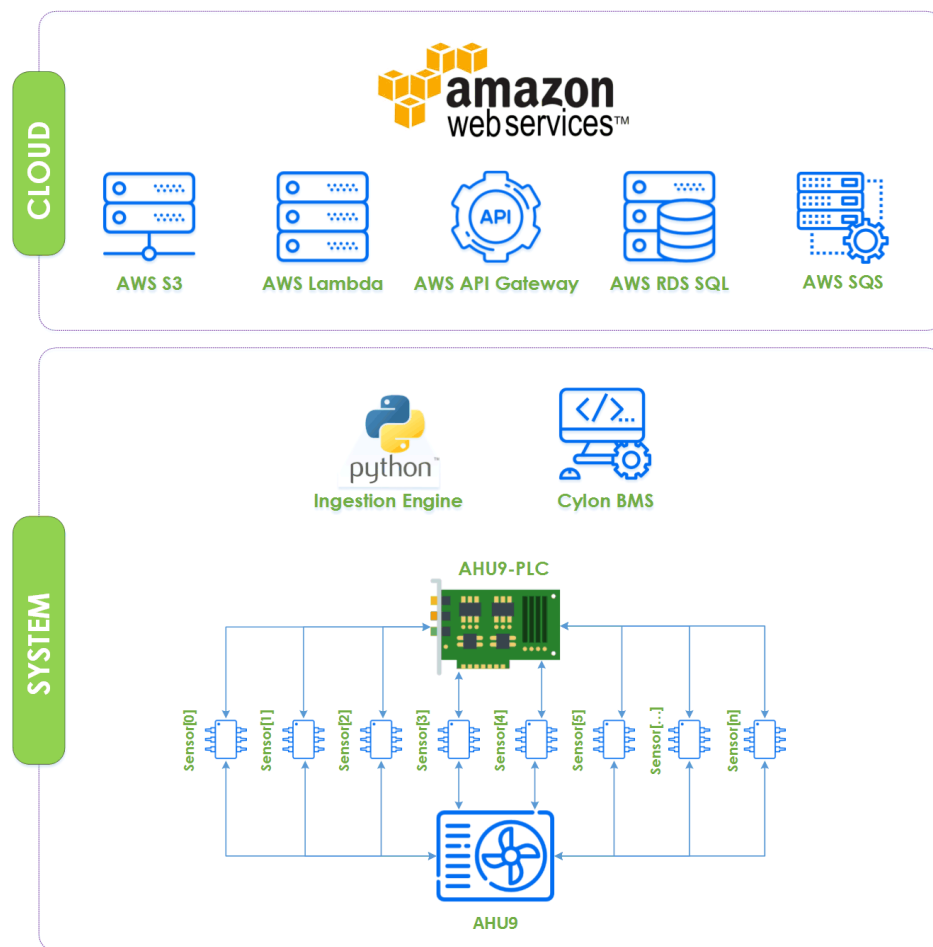 CLOUD
amazon
web services™
API
AWS S3
AWS Lambda
AWS API Gateway
AWS RDS SQL
AWS SQS
SYSTEM
python™
</>...
Ingestion Engine
Cylon BMS
AHU9-PLC
Sensor[0]
Sensor[1]
Sensor[2]
Sensor[3]
Sensor[4]
Sensor[5]
Sensor[...]
Sensor[n]
AHU9